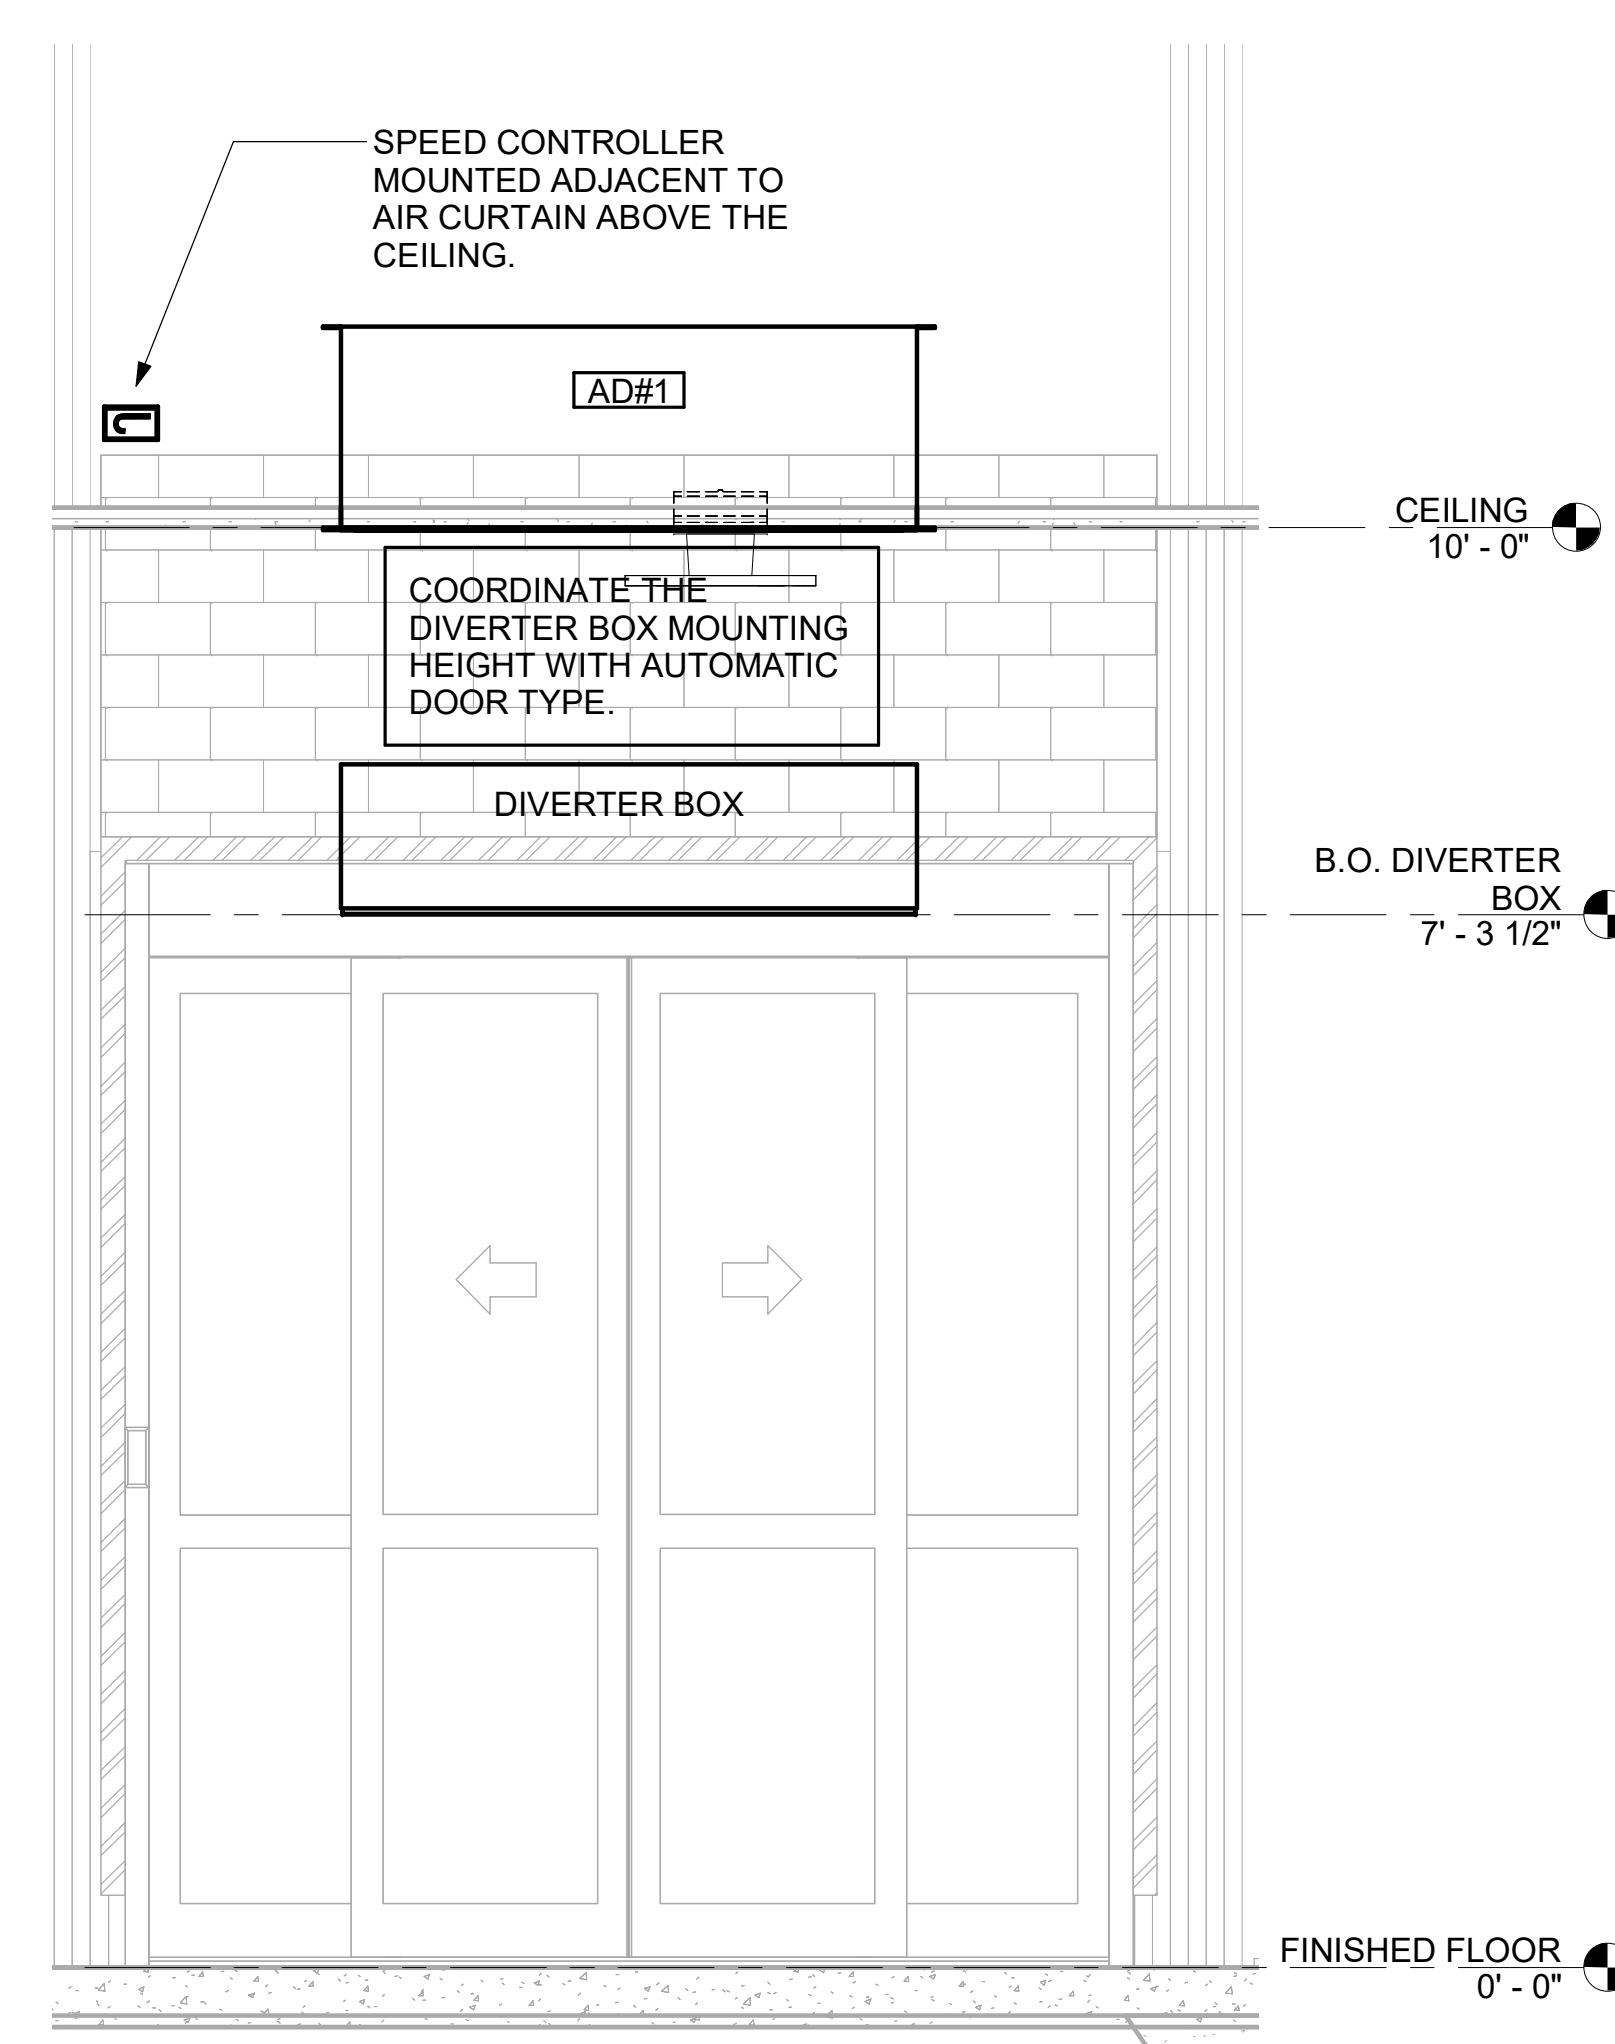 SPEED CONTROLLER
MOUNTED ADJACENT TO
AIR CURTAIN ABOVE THE
CEILING.
AD#1
CEILING
10' - 0"
COORDINATE THE
DIVERTER BOX MOUNTING
HEIGHT WITH AUTOMATIC
DOOR TYPE.
DIVERTER BOX
B.O. DIVERTER
BOX
7' - 3 1/2"
FINISHED FLOOR
0' - 0"